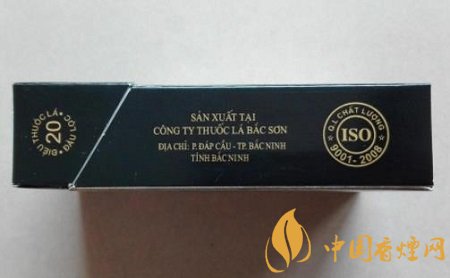 ĐIẾU THUỐC LÁ
20
ĐẦU LỌC
SẢN XUẤT TẠI
CÔNG TY THUỐC LÁ BẮC SƠN
ĐỊA CHỈ: P. ĐÁP CẦU - TP. BẮC NINH
TỈNH BẮC NINH
Q.L CHẤT LƯỢNG
ISO
9001-2008
中国香烟网